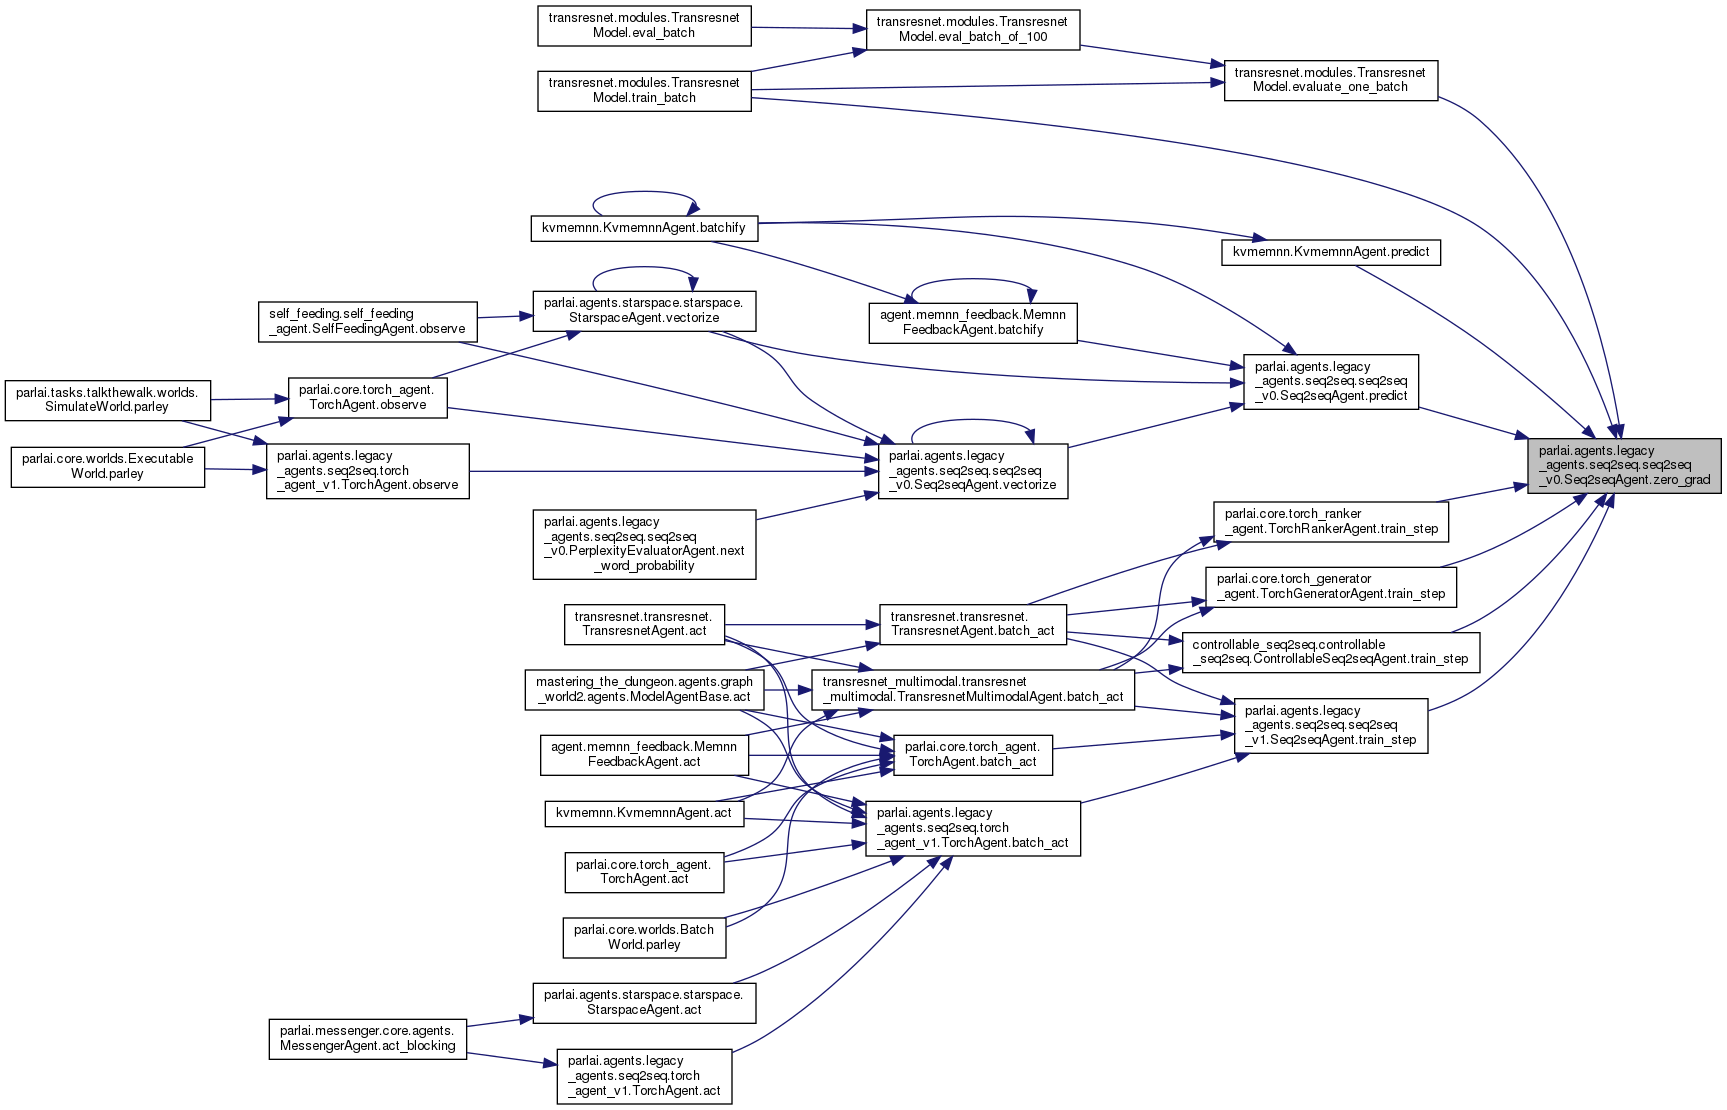 transresnet.modules.Transresnet
Model.eval_batch
transresnet.modules.Transresnet
Model.eval_batch_of_100
transresnet.modules.Transresnet
Model.evaluate_one_batch
transresnet.modules.Transresnet
Model.train_batch
kvmemnn.KvmemnnAgent.batchify
kvmemnn.KvmemnnAgent.predict
parlai.agents.starspace.starspace.
StarspaceAgent.vectorize
self_feeding.self_feeding
_agent.SelfFeedingAgent.observe
agent.memnn_feedback.Memnn
FeedbackAgent.batchify
parlai.agents.legacy
_agents.seq2seq.seq2seq
_v0.Seq2seqAgent.predict
parlai.tasks.talkthewalk.worlds.
SimulateWorld.parley
parlai.core.torch_agent.
TorchAgent.observe
parlai.core.worlds.Executable
World.parley
parlai.agents.legacy
_agents.seq2seq.torch
_agent_v1.TorchAgent.observe
parlai.agents.legacy
_agents.seq2seq.seq2seq
_v0.Seq2seqAgent.vectorize
parlai.agents.legacy
_agents.seq2seq.seq2seq
_v0.Seq2seqAgent.zero_grad
parlai.agents.legacy
_agents.seq2seq.seq2seq
_v0.PerplexityEvaluatorAgent.next
_word_probability
parlai.core.torch_ranker
_agent.TorchRankerAgent.train_step
parlai.core.torch_generator
_agent.TorchGeneratorAgent.train_step
transresnet.transresnet.
TransresnetAgent.act
transresnet.transresnet.
TransresnetAgent.batch_act
controllable_seq2seq.controllable
_seq2seq.ControllableSeq2seqAgent.train_step
mastering_the_dungeon.agents.graph
_world2.agents.ModelAgentBase.act
transresnet_multimodal.transresnet
_multimodal.TransresnetMultimodalAgent.batch_act
parlai.agents.legacy
_agents.seq2seq.seq2seq
_v1.Seq2seqAgent.train_step
agent.memnn_feedback.Memnn
FeedbackAgent.act
parlai.core.torch_agent.
TorchAgent.batch_act
kvmemnn.KvmemnnAgent.act
parlai.agents.legacy
_agents.seq2seq.torch
_agent_v1.TorchAgent.batch_act
parlai.core.torch_agent.
TorchAgent.act
parlai.core.worlds.Batch
World.parley
parlai.agents.starspace.starspace.
StarspaceAgent.act
parlai.messenger.core.agents.
MessengerAgent.act_blocking
parlai.agents.legacy
_agents.seq2seq.torch
_agent_v1.TorchAgent.act